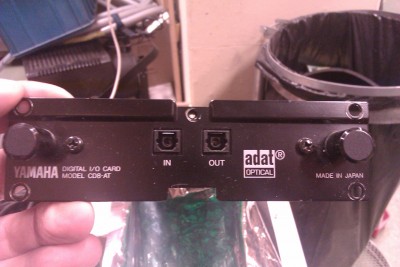 YAMAHA
DIGITAL I/O CARD
MODEL CD8-AT
IN
OUT
adat®
OPTICAL
MADE IN JAPAN